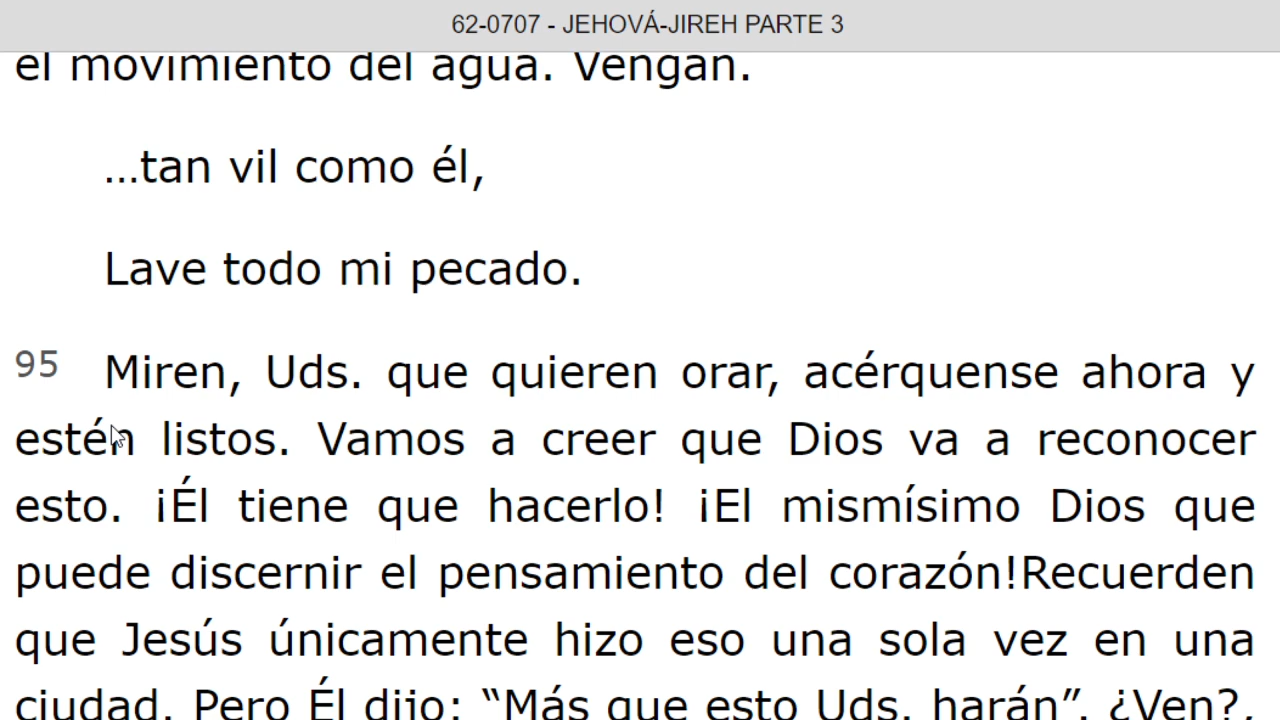 62-0707 - JEHOVÁ-JIREH PARTE 3
el movimiento del agua. Vengan.
…tan vil como él,
Lave todo mi pecado.
95 Miren, Uds. que quieren orar, acérquense ahora y
estén listos. Vamos a creer que Dios va a reconocer
esto. ¡Él tiene que hacerlo! ¡El mismísimo Dios que
puede discernir el pensamiento del corazón!Recuerden
que Jesús únicamente hizo eso una sola vez en una
ciudad. Pero Él dijo: “Más que esto Uds. harán”. ¿Ven?,